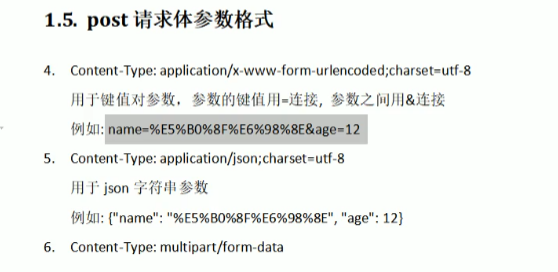 1.5. post 请求体参数格式
4. Content-Type: application/x-www-form-urlencoded;charset=utf-8
用于键值对参数，参数的键值用=连接, 参数之间用&连接
例如: name=%E5%B0%8F%E6%98%8E&age=12
5. Content-Type: application/json;charset=utf-8
用于 json 字符串参数
例如: {"name": "%E5%B0%8F%E6%98%8E", "age": 12}
6. Content-Type: multipart/form-data